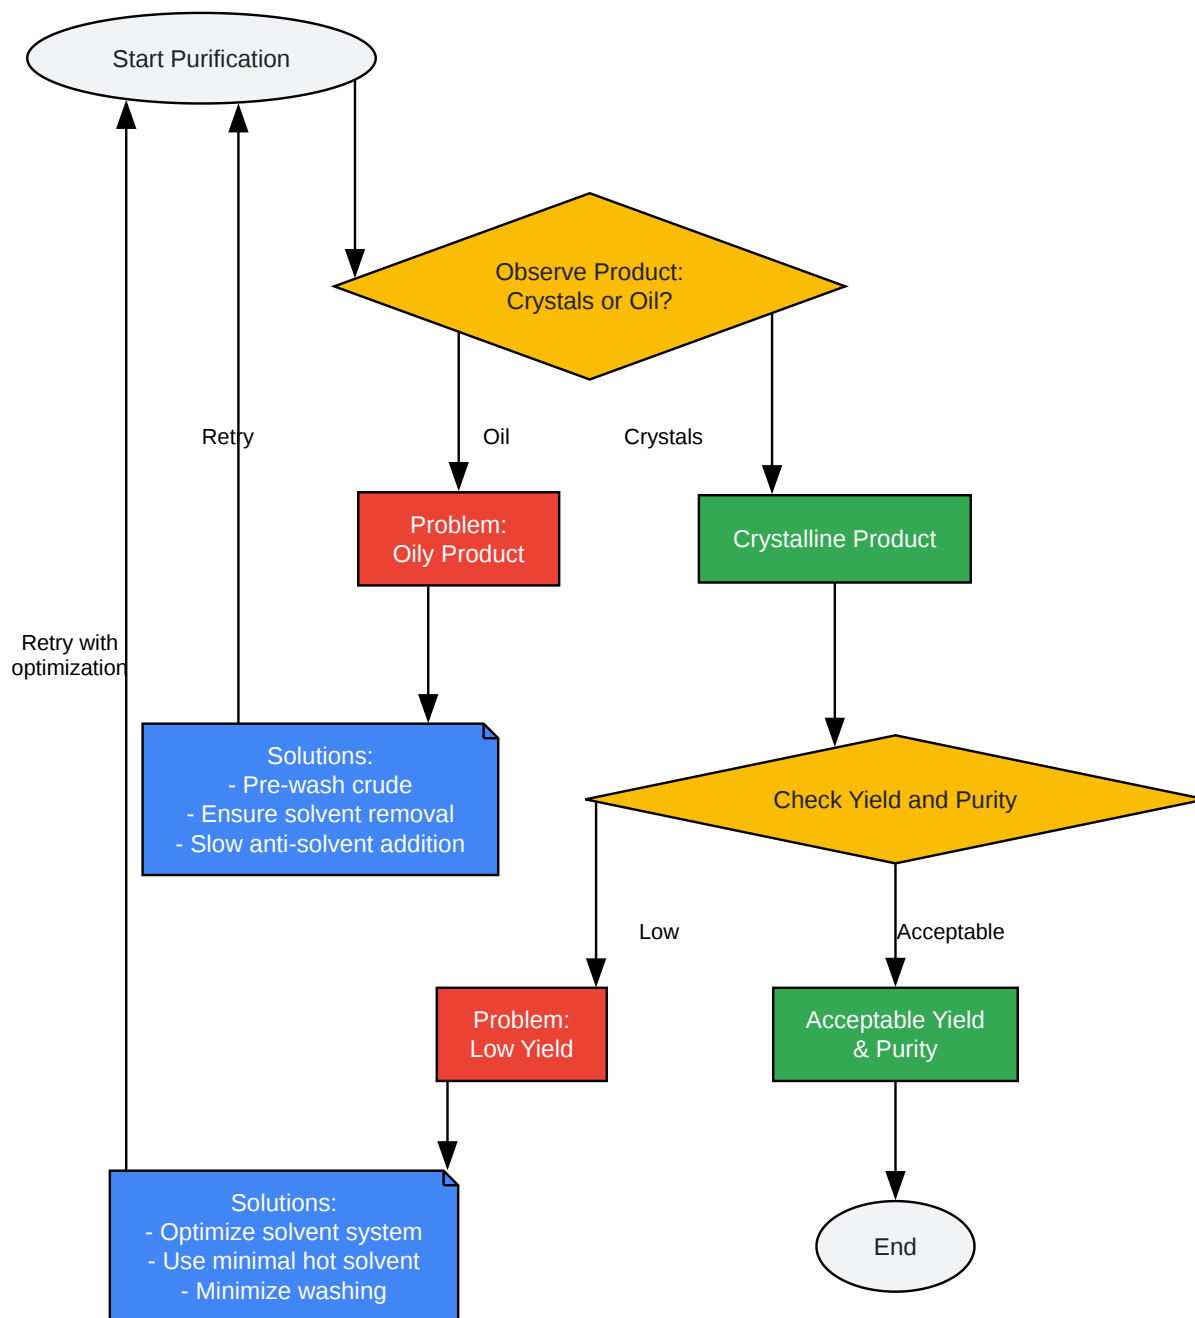 Start Purification
Observe Product:
Crystals or Oil?
Retry
Oil
Crystals
Problem:
Oily Product
Crystalline Product
Retry with
optimization
Solutions:
- Pre-wash crude
- Ensure solvent removal
- Slow anti-solvent addition
Check Yield and Purity
Low
Acceptable
Problem:
Low Yield
Acceptable Yield
& Purity
Solutions:
- Optimize solvent system
- Use minimal hot solvent
- Minimize washing
End